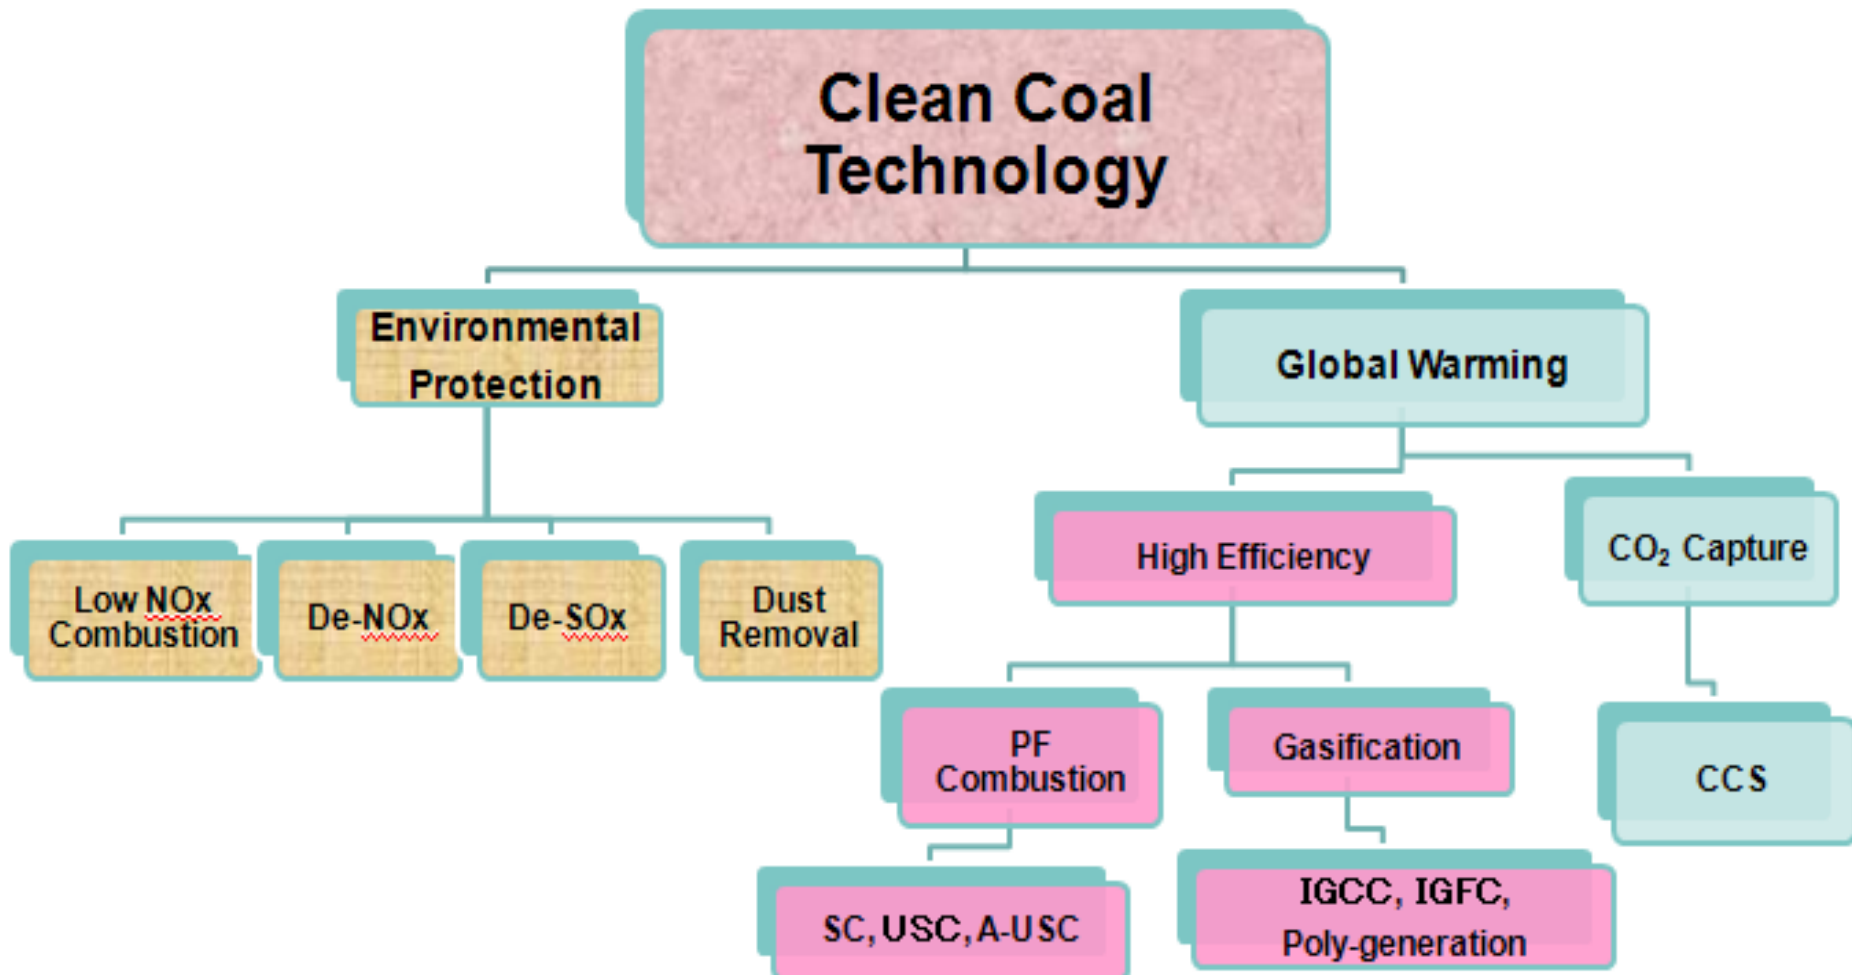 Clean Coal
Technology
Environmental
Protection
Global Warming
High Efficiency
CO₂ Capture
Low NOx
Combustion
De-NOx
De-SOx
Dust
Removal
PF
Combustion
Gasification
CCS
SC, USC, A-USC
IGCC, IGFC,
Poly-generation